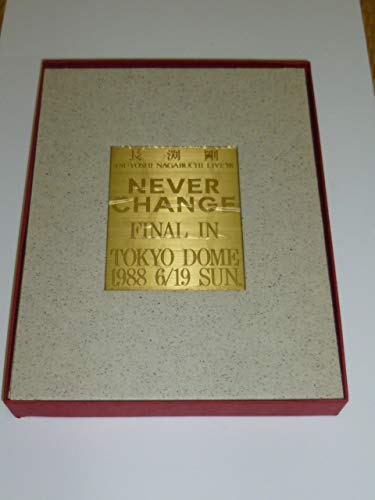 長渕剛
TSUYOSHI NAGABUCHI LIVE'88
NEVER
CHANGE
FINAL IN
TOKYO DOME
1988 6/19 SUN.